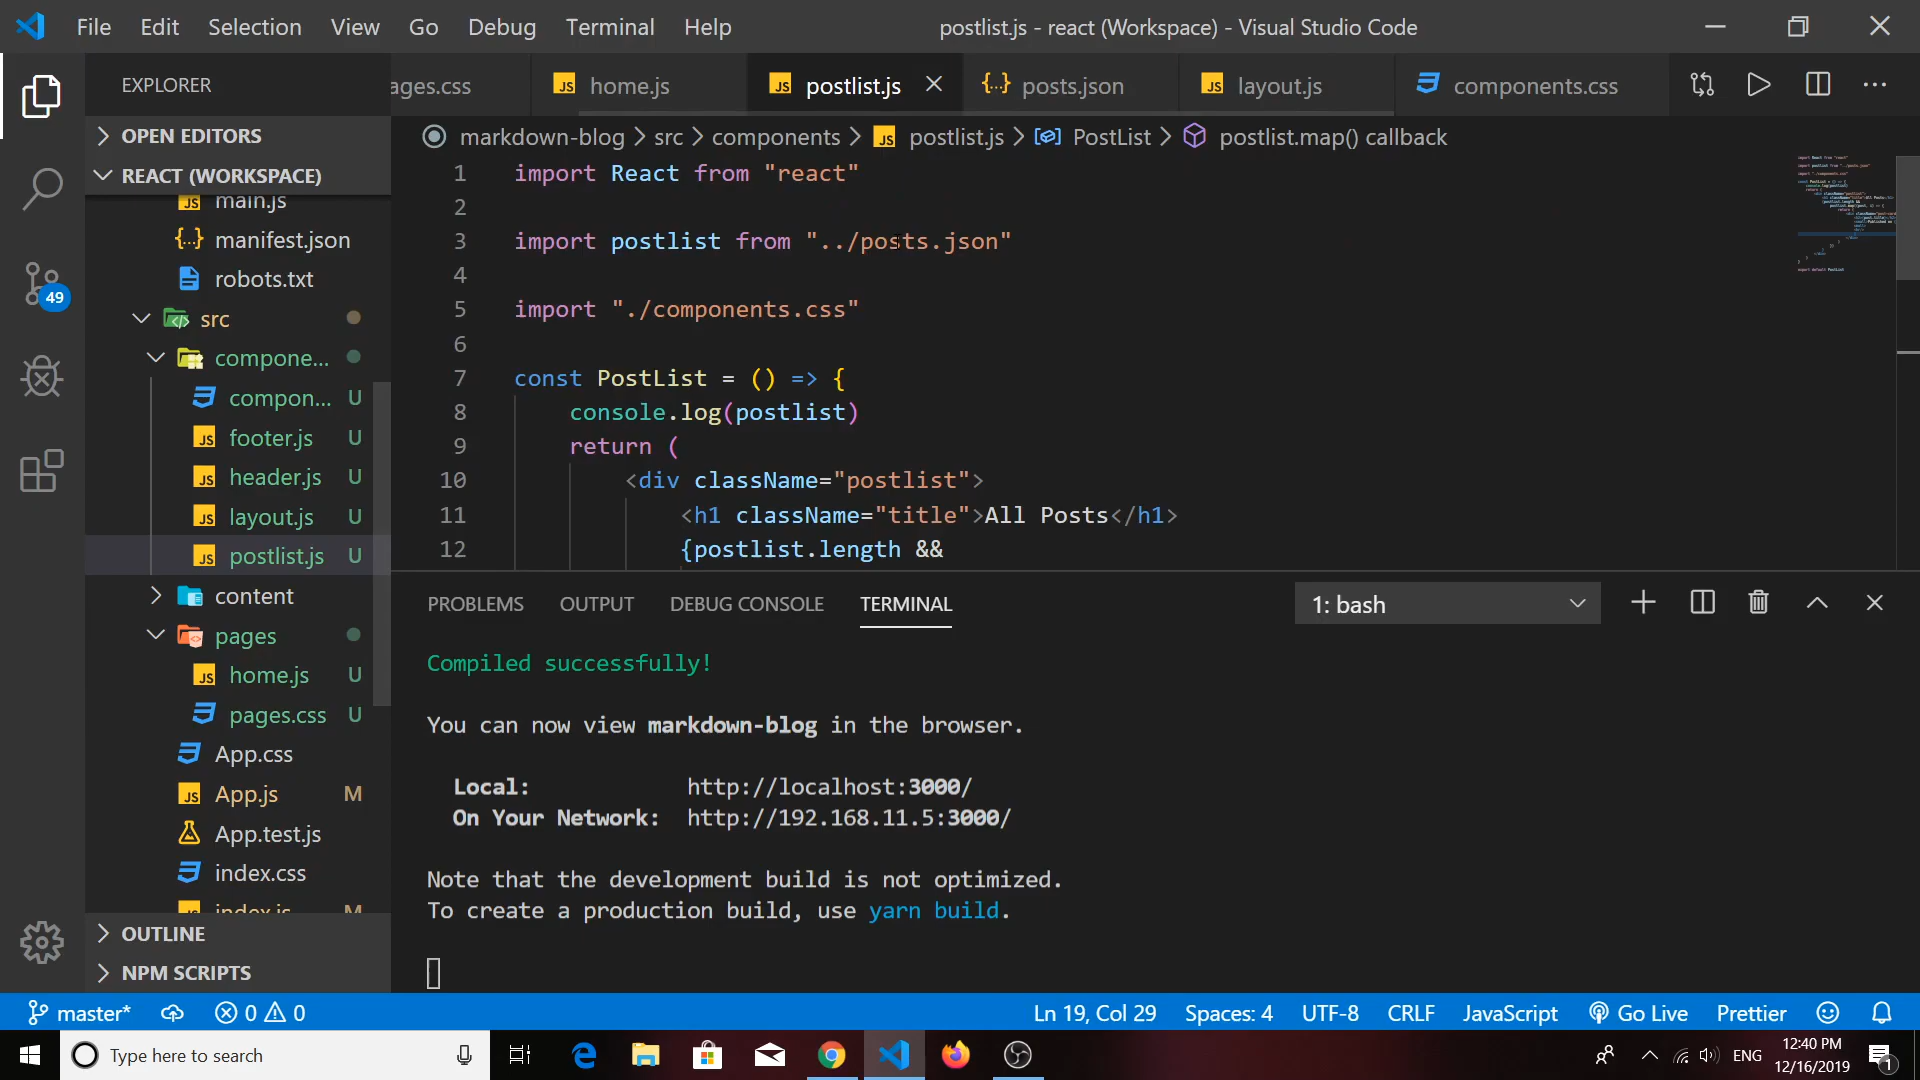 File Edit Selection View Go Debug Terminal Help
postlist.js - react (Workspace) - Visual Studio Code
EXPLORER
ages.css
home.js
postlist.js
posts.json
layout.js
components.css
OPEN EDITORS
REACT (WORKSPACE)
main.js
manifest.json
robots.txt
src
compone...
compon... U
footer.js U
header.js U
layout.js U
postlist.js U
content
pages
home.js U
pages.css U
App.css
App.js M
App.test.js
index.css
index.js M
OUTLINE
NPM SCRIPTS
49
markdown-blog > src > components > postlist.js > PostList > postlist.map() callback
1 import React from "react"
2
3 import postlist from "../posts.json"
4
5 import "./components.css"
6
7 const PostList = () => {
8 console.log(postlist)
9 return (
10 <div className="postlist">
11 <h1 className="title">All Posts</h1>
12 {postlist.length &&
PROBLEMS OUTPUT DEBUG CONSOLE TERMINAL
1: bash
Compiled successfully!
You can now view markdown-blog in the browser.
Local: http://localhost:3000/
On Your Network: http://192.168.11.5:3000/
Note that the development build is not optimized.
To create a production build, use yarn build.
master* 0 0
Ln 19, Col 29 Spaces: 4 UTF-8 CRLF JavaScript Go Live Prettier
Type here to search
ENG
12:40 PM
12/16/2019
1